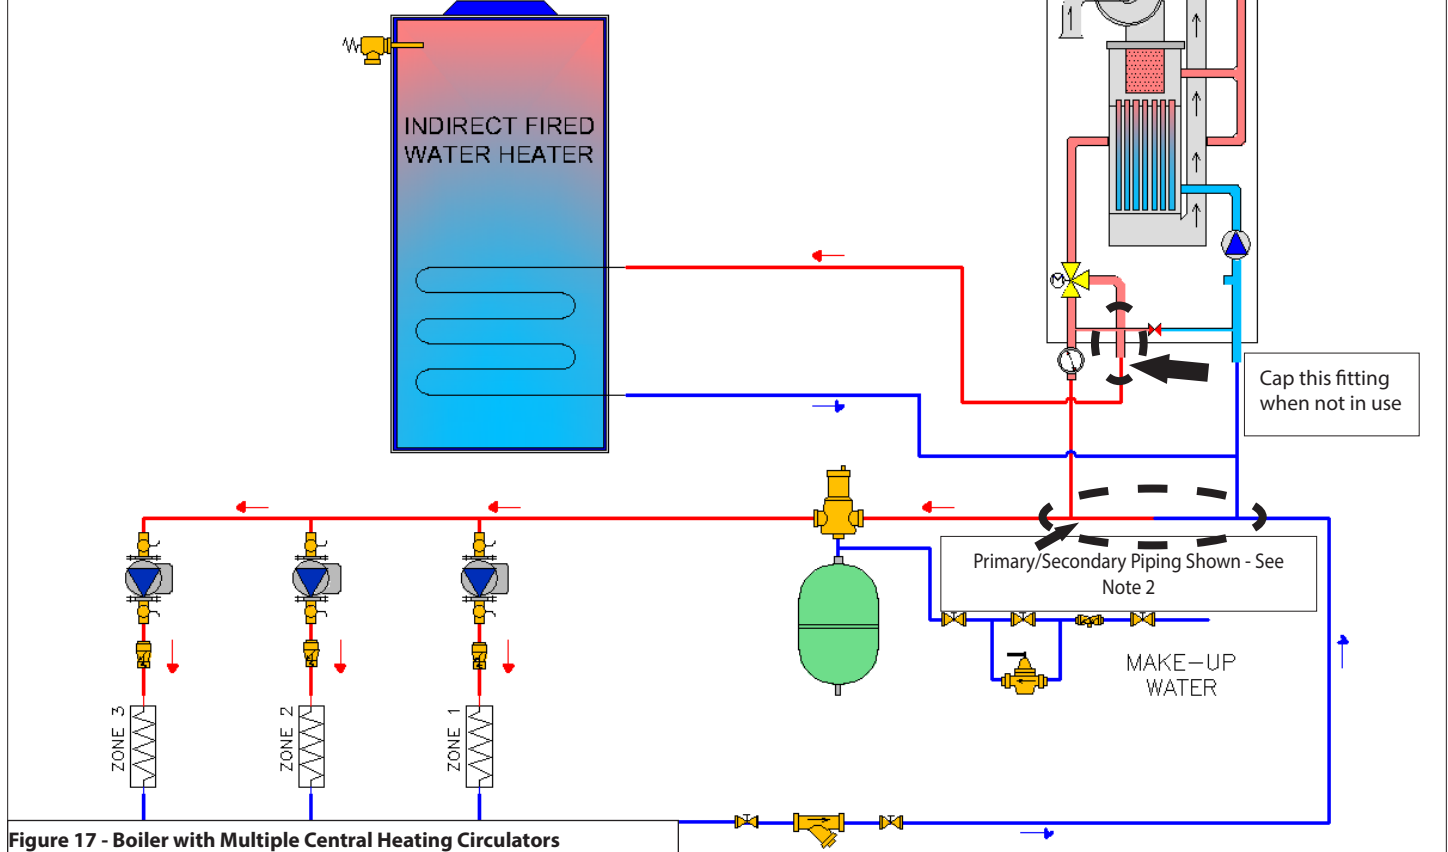 INDIRECT FIRED
WATER HEATER
M
Cap this fitting
when not in use
Primary/Secondary Piping Shown - See
Note 2
MAKE-UP
WATER
ZONE 3
ZONE 2
ZONE 1
Figure 17 - Boiler with Multiple Central Heating Circulators